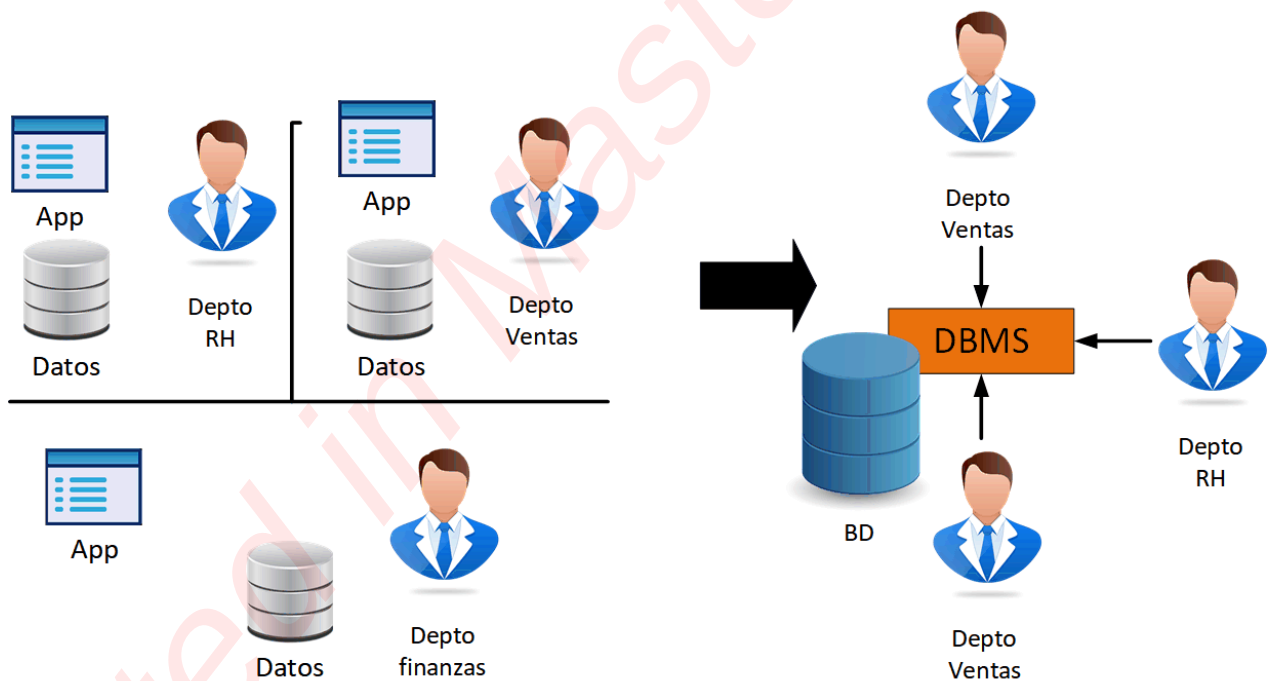 App
Datos
Depto
RH
App
Datos
Depto
Ventas
App
Datos
Depto
finanzas
Depto
Ventas
DBMS
Depto
RH
BD
Depto
Ventas